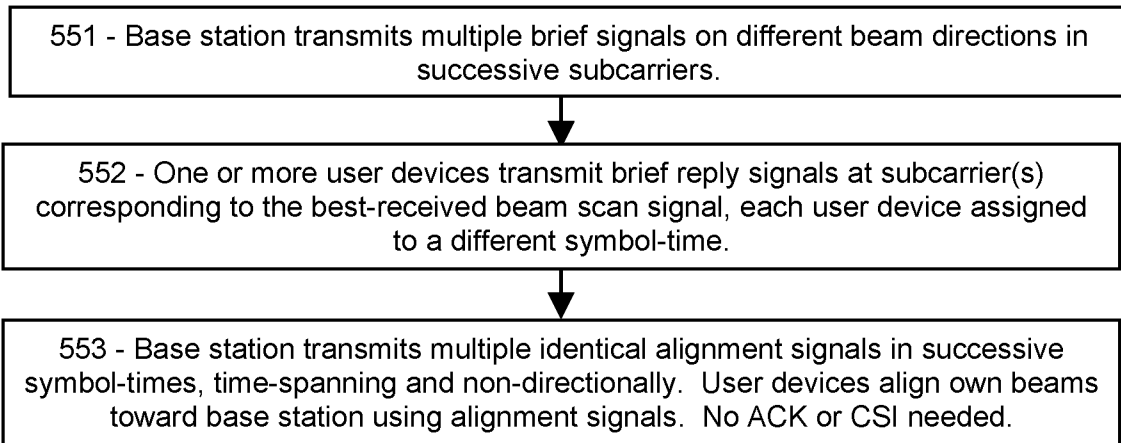 551 - Base station transmits multiple brief signals on different beam directions in
successive subcarriers.
552 - One or more user devices transmit brief reply signals at subcarrier(s)
corresponding to the best-received beam scan signal, each user device assigned
to a different symbol-time.
553 - Base station transmits multiple identical alignment signals in successive
symbol-times, time-spanning and non-directionally.  User devices align own beams
toward base station using alignment signals.  No ACK or CSI needed.